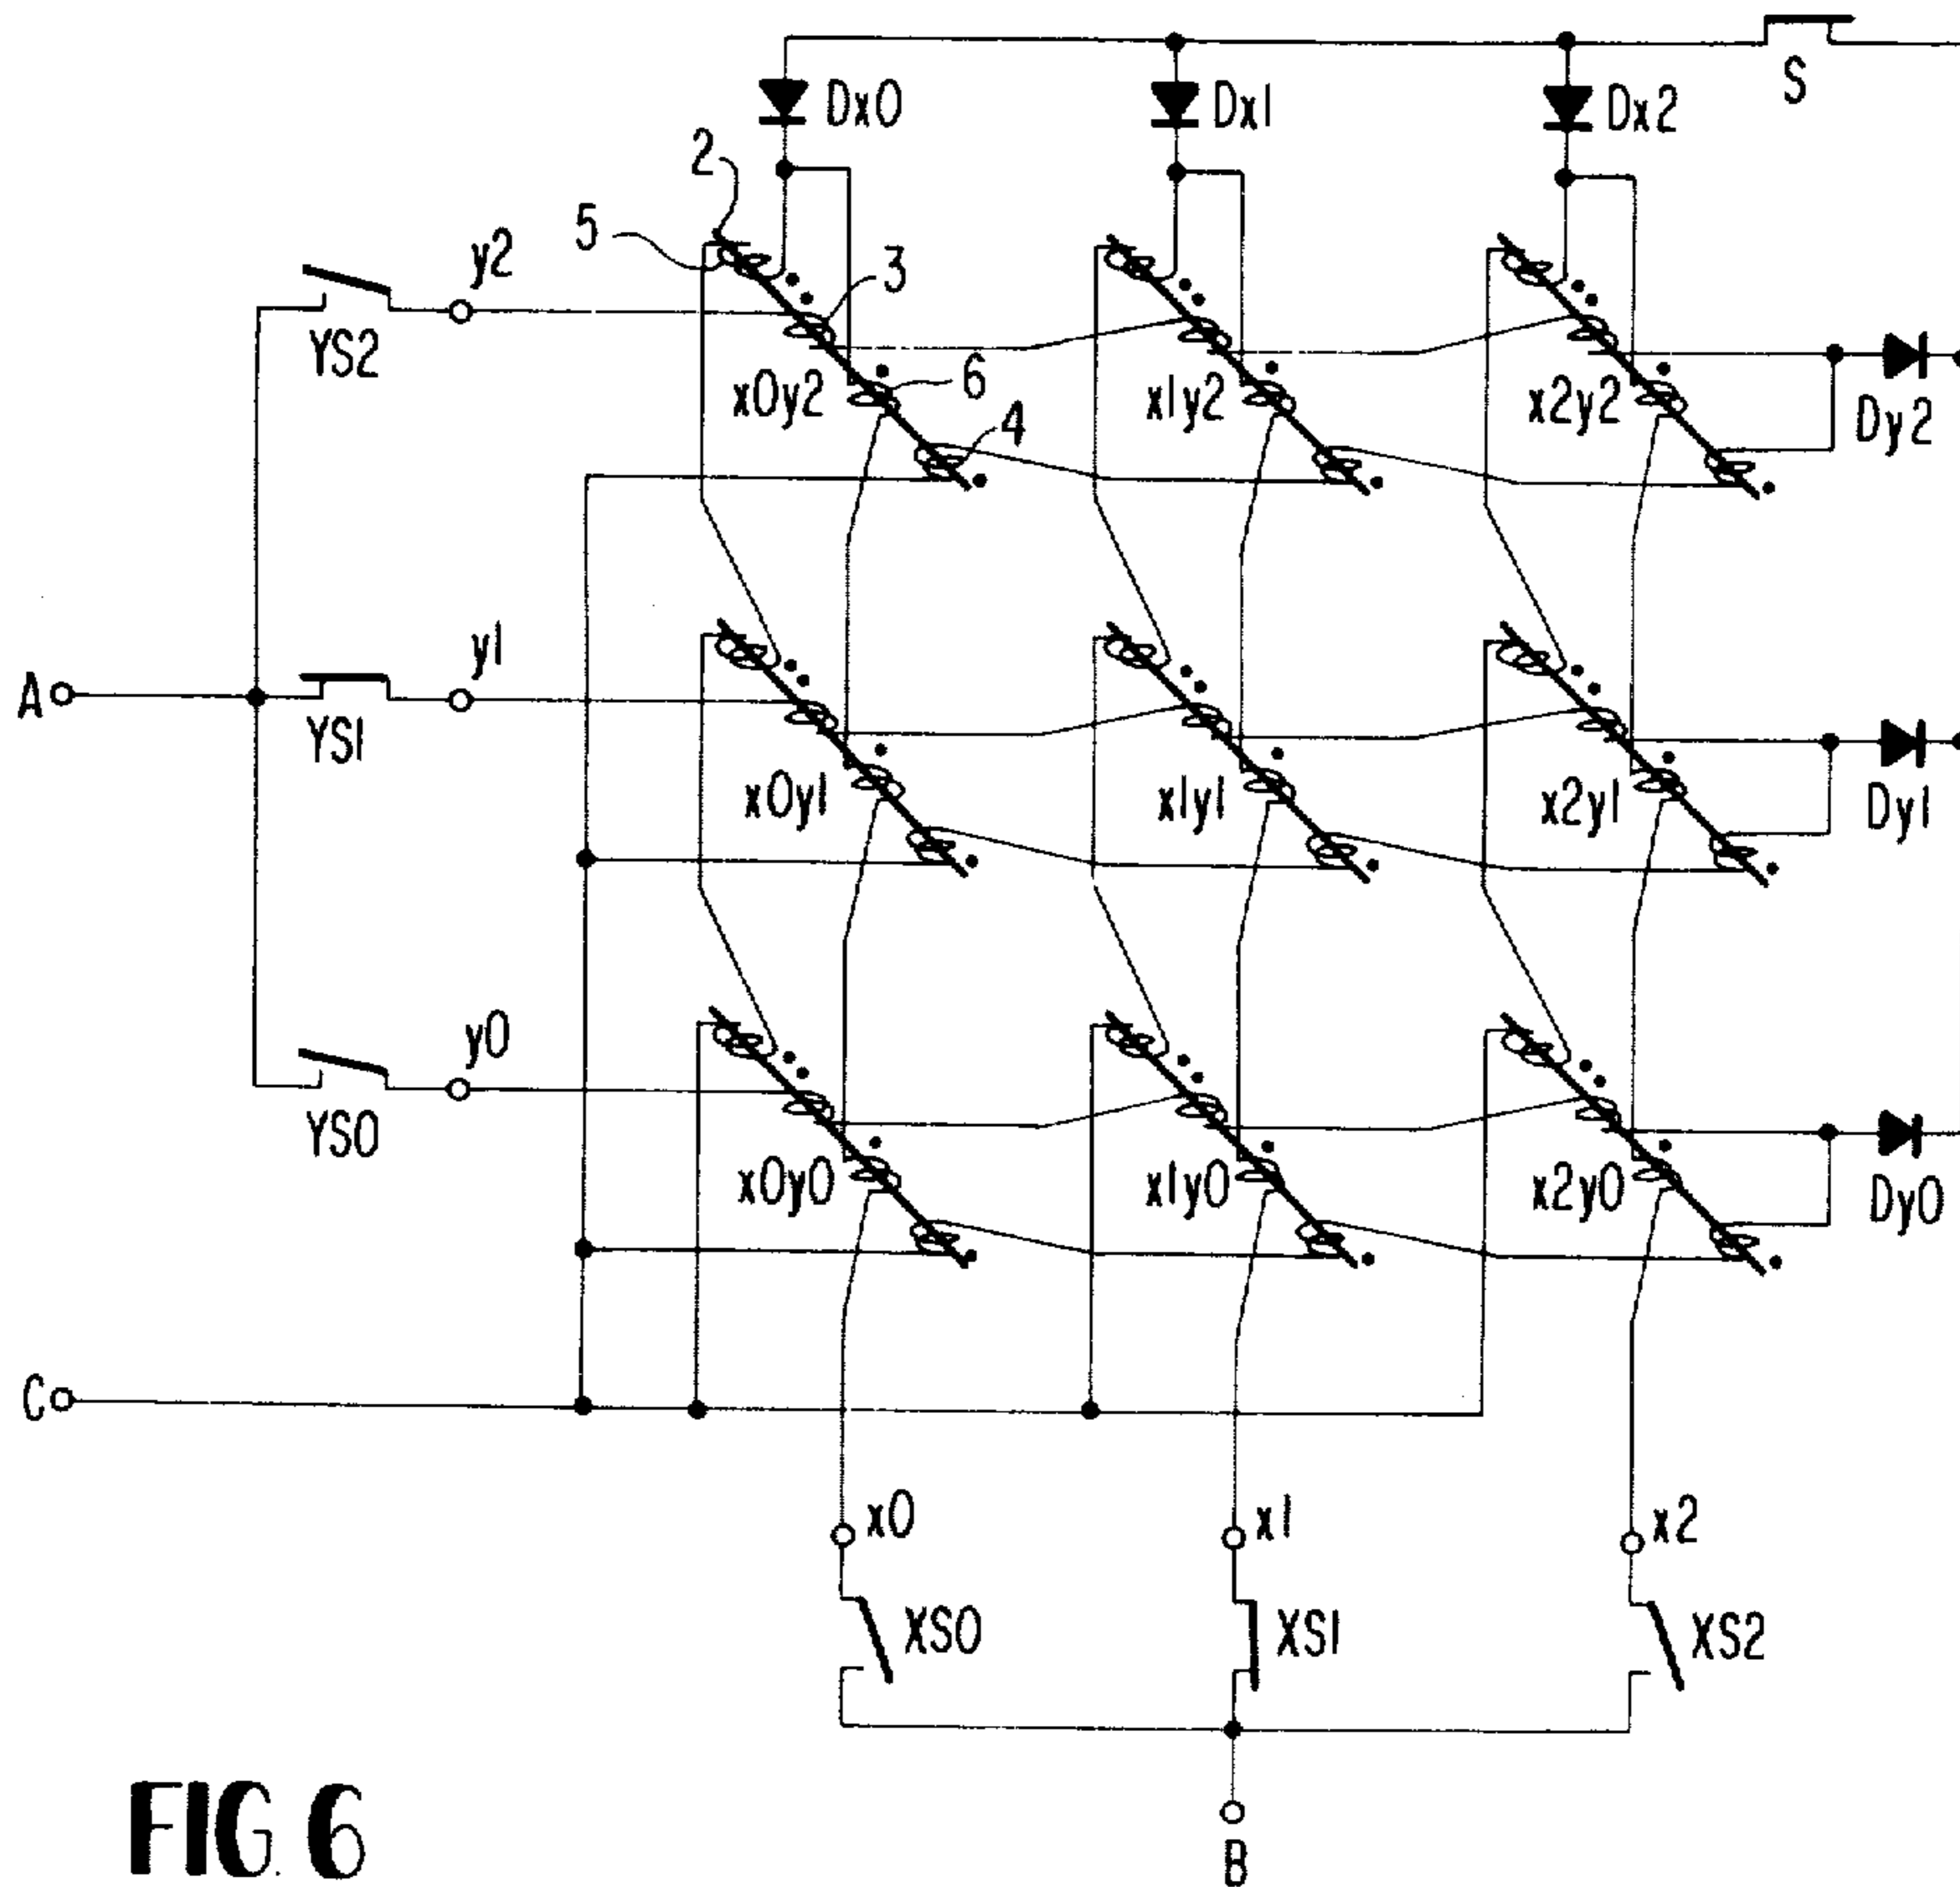 S
Dx0 Dx1 Dx2
2
5
y2 3
YS2
x0y2 6 x1y2 x2y2 Dy2
4
y1
A
YS1
x0y1 x1y1 x2y1 Dy1
y0
YS0
x0y0 x1y0 x2y0 Dy0
C
x0 x1 x2
XS0 XS1 XS2
B
FIG. 6